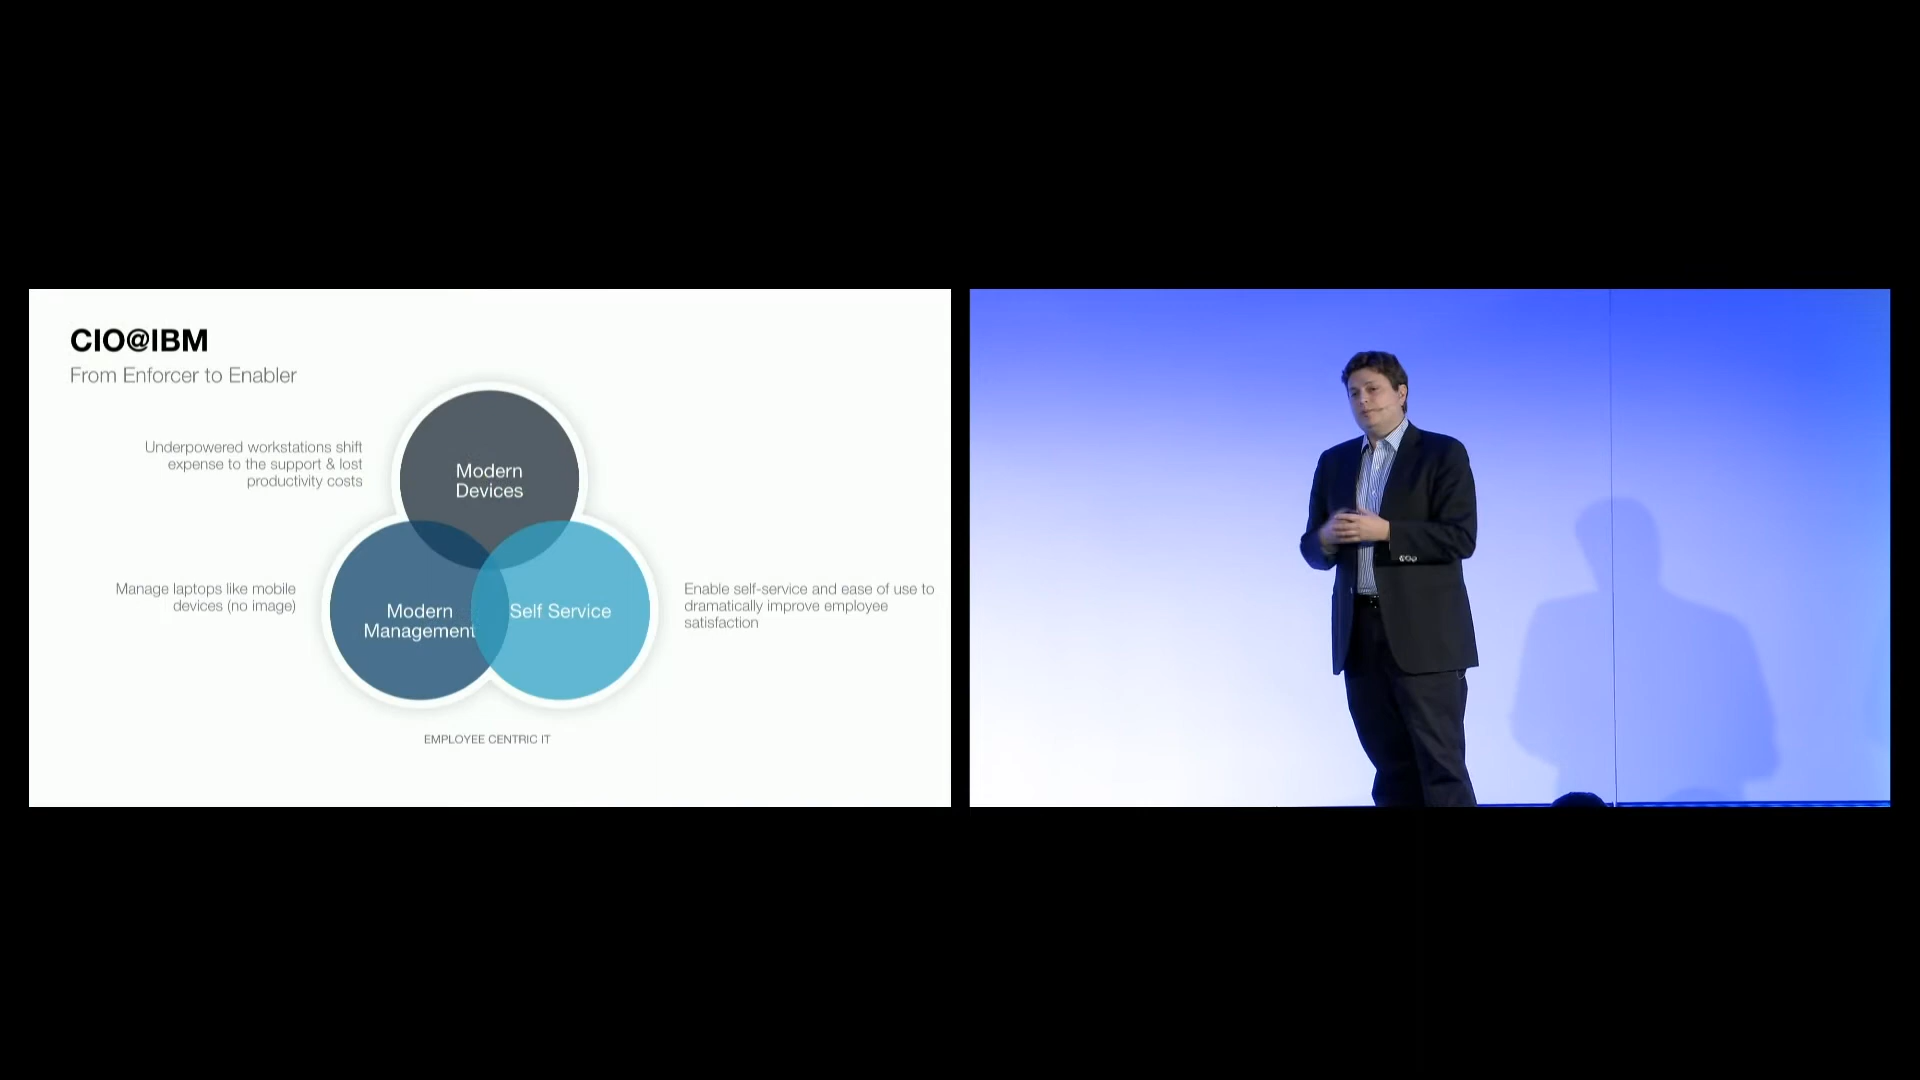 CIO@IBM
From Enforcer to Enabler
Underpowered workstations shift
expense to the support & lost
productivity costs
Modern
Devices
Manage laptops like mobile
devices (no image)
Modern
Management
Self Service
Enable self-service and ease of use to
dramatically improve employee
satisfaction
EMPLOYEE CENTRIC IT